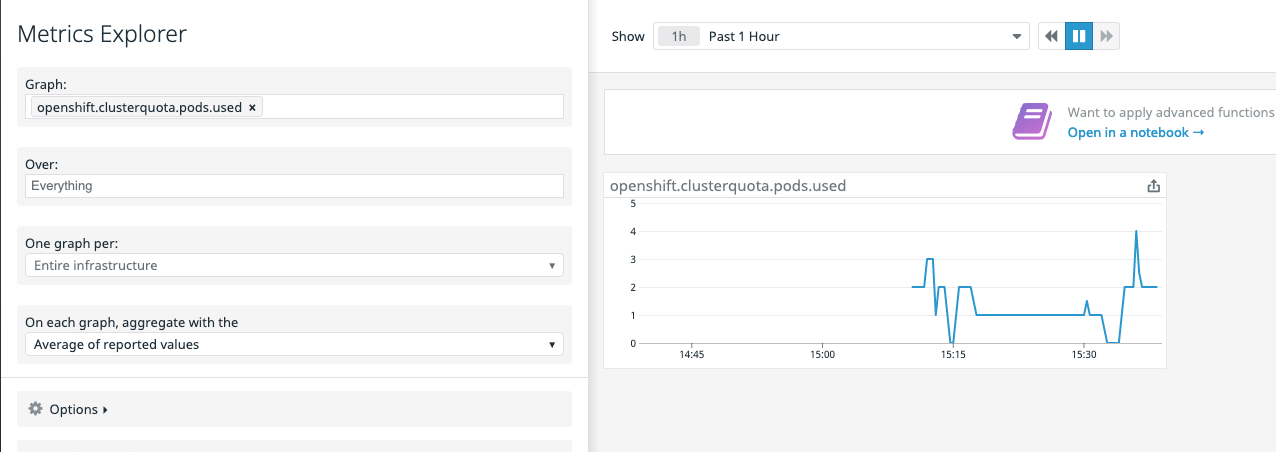 Metrics Explorer
Graph:
openshift.clusterquota.pods.used ×
Over:
Everything
One graph per:
Entire infrastructure
On each graph, aggregate with the
Average of reported values
Options
Show 1h Past 1 Hour
Want to apply advanced functions
Open in a notebook →
openshift.clusterquota.pods.used
5
4
3
2
1
0
14:45 15:00 15:15 15:30